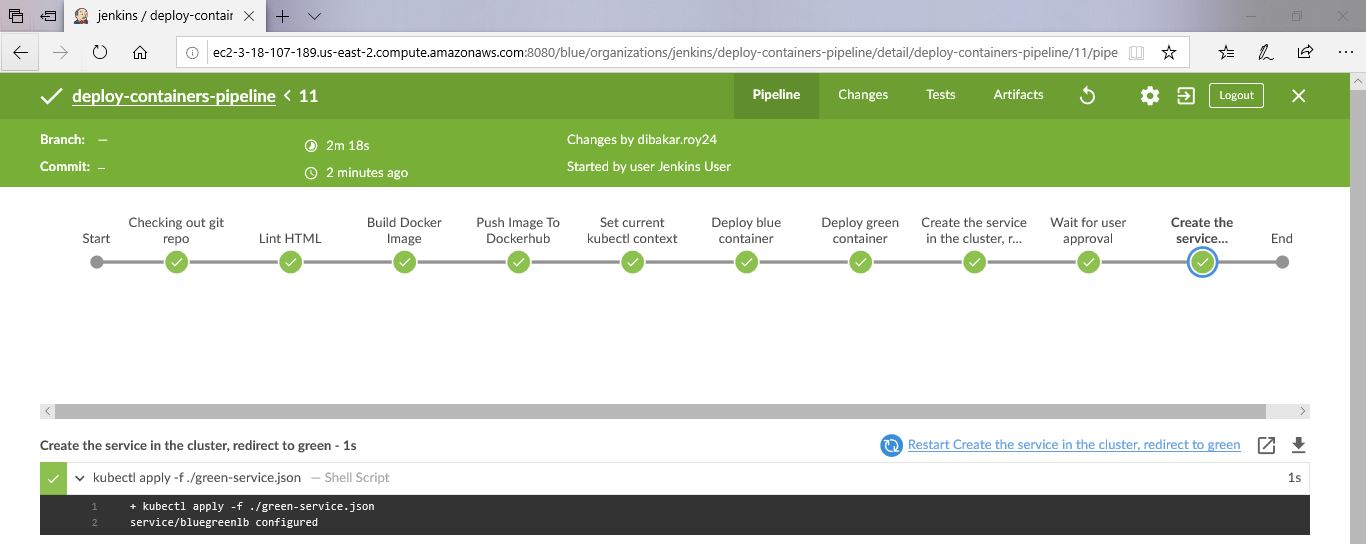 jenkins / deploy-contair
ec2-3-18-107-189.us-east-2.compute.amazonaws.com:8080/blue/organizations/jenkins/deploy-containers-pipeline/detail/deploy-containers-pipeline/11/pipe
deploy-containers-pipeline < 11
Pipeline
Changes
Tests
Artifacts
Logout
Branch: —
2m 18s
Changes by dibakar.roy24
Commit: –
2 minutes ago
Started by user Jenkins User
Start
Checking out git
repo
Lint HTML
Build Docker
Image
Push Image To
Dockerhub
Set current
kubectl context
Deploy blue
container
Deploy green
container
Create the service
in the cluster, r...
Wait for user
approval
Create the
service...
End
Create the service in the cluster, redirect to green - 1s
Restart Create the service in the cluster, redirect to green
kubectl apply -f ./green-service.json — Shell Script
1s
1 + kubectl apply -f ./green-service.json
2 service/bluegreenlb configured